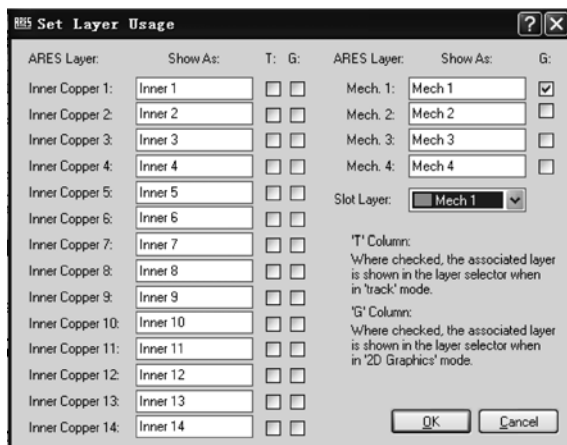 ARES Set Layer Usage
ARES Layer: Show As: T: G:
Inner Copper 1: Inner 1
Inner Copper 2: Inner 2
Inner Copper 3: Inner 3
Inner Copper 4: Inner 4
Inner Copper 5: Inner 5
Inner Copper 6: Inner 6
Inner Copper 7: Inner 7
Inner Copper 8: Inner 8
Inner Copper 9: Inner 9
Inner Copper 10: Inner 10
Inner Copper 11: Inner 11
Inner Copper 12: Inner 12
Inner Copper 13: Inner 13
Inner Copper 14: Inner 14
ARES Layer: Show As: G:
Mech. 1: Mech 1
Mech. 2: Mech 2
Mech. 3: Mech 3
Mech. 4: Mech 4
Slot Layer: Mech 1
'T' Column:
Where checked, the associated layer
is shown in the layer selector when
in 'track' mode.
'G' Column:
Where checked, the associated layer
is shown in the layer selector when
in '2D Graphics' mode.
OK Cancel